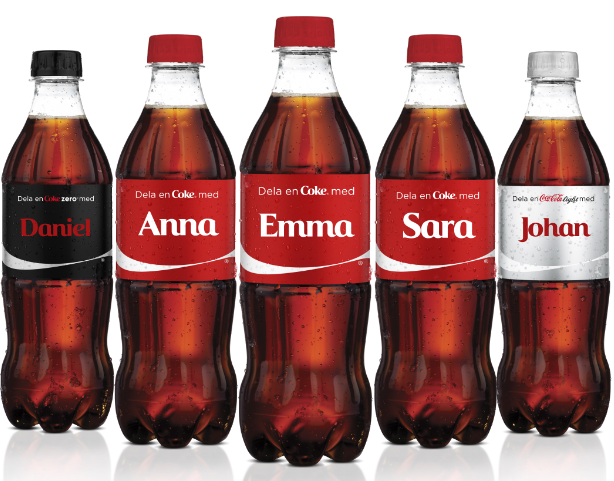 Dela en Coke zero med
Daniel
Dela en Coke med
Anna
Dela en Coke med
Emma
Dela en Coke med
Sara
Dela en Coca-Cola light med
Johan